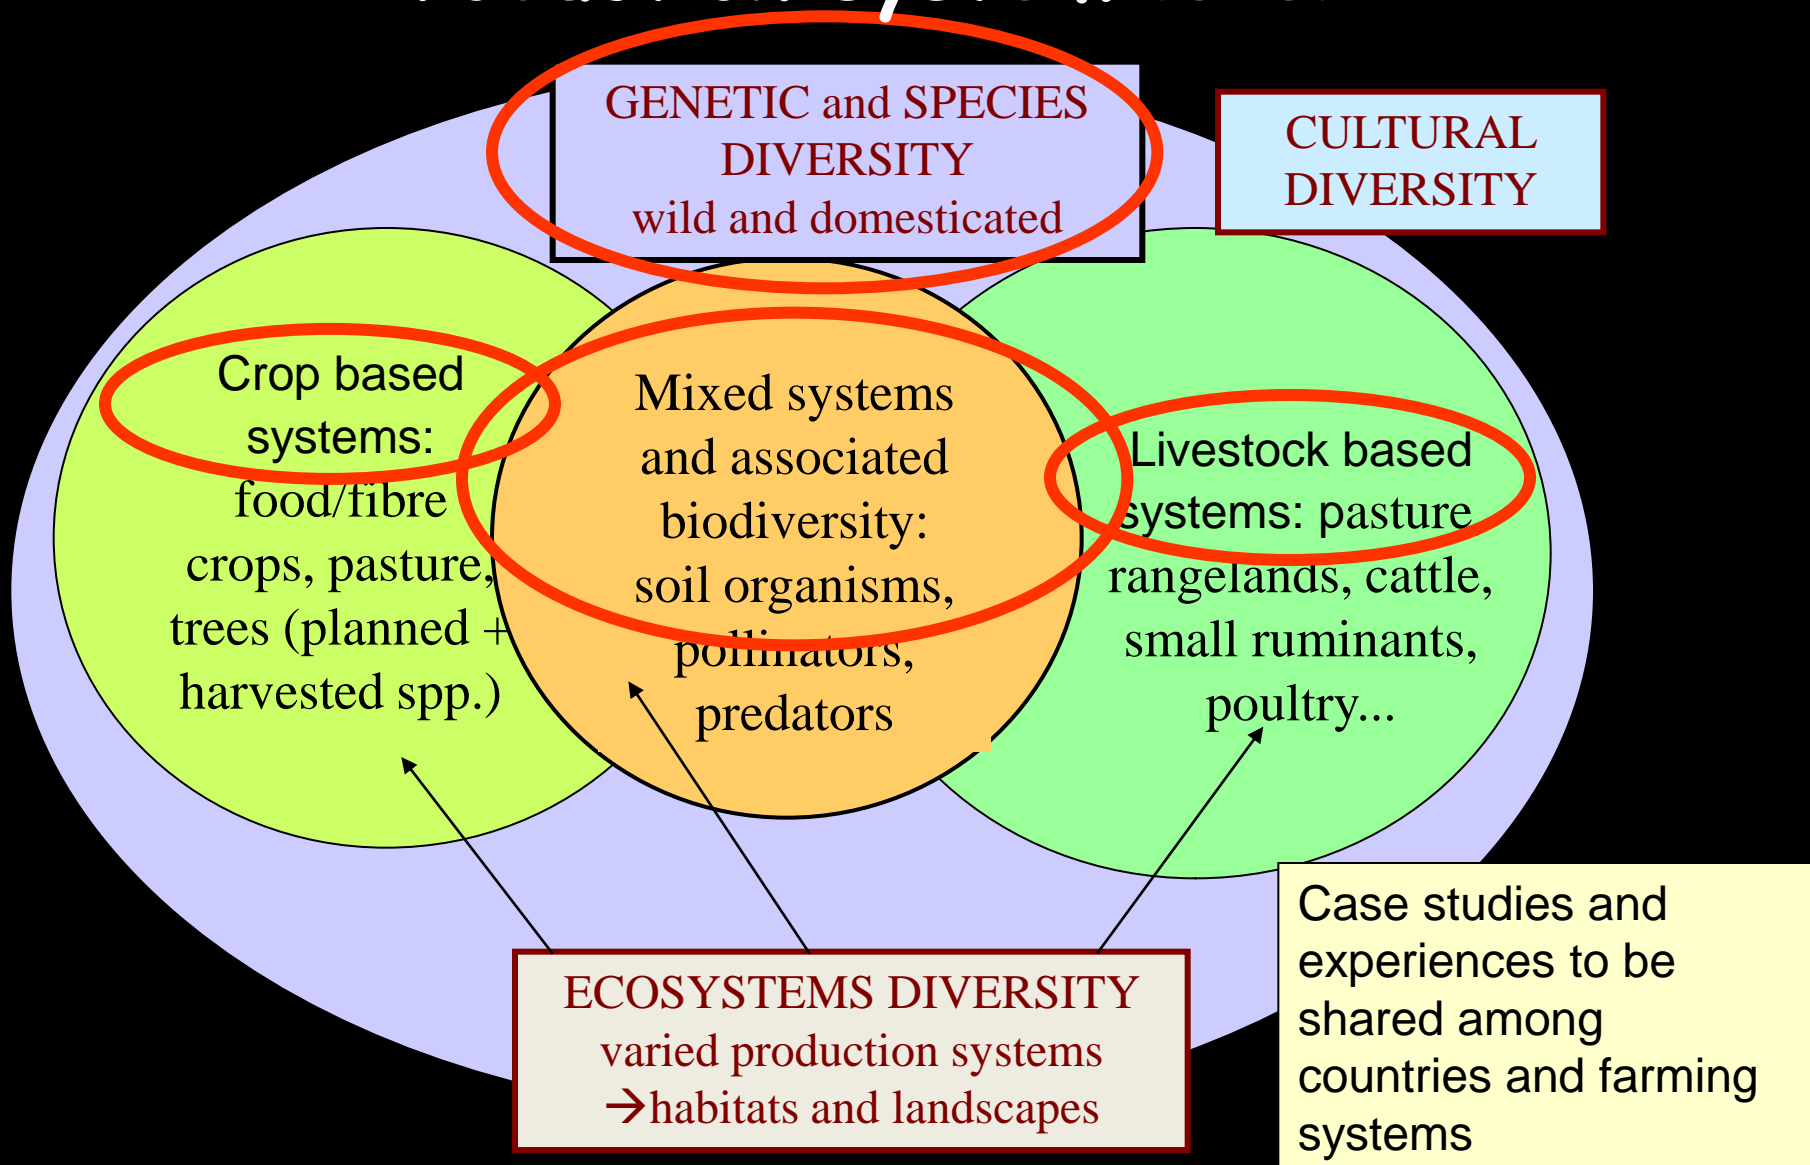 GENETIC and SPECIES
DIVERSITY
wild and domesticated
CULTURAL
DIVERSITY
Crop based
systems:
food/fibre
crops, pasture,
trees (planned +
harvested spp.)
Mixed systems
and associated
biodiversity:
soil organisms,
pollinators,
predators
Livestock based
systems: pasture
rangelands, cattle,
small ruminants,
poultry...
ECOSYSTEMS DIVERSITY
varied production systems
→habitats and landscapes
Case studies and
experiences to be
shared among
countries and farming
systems